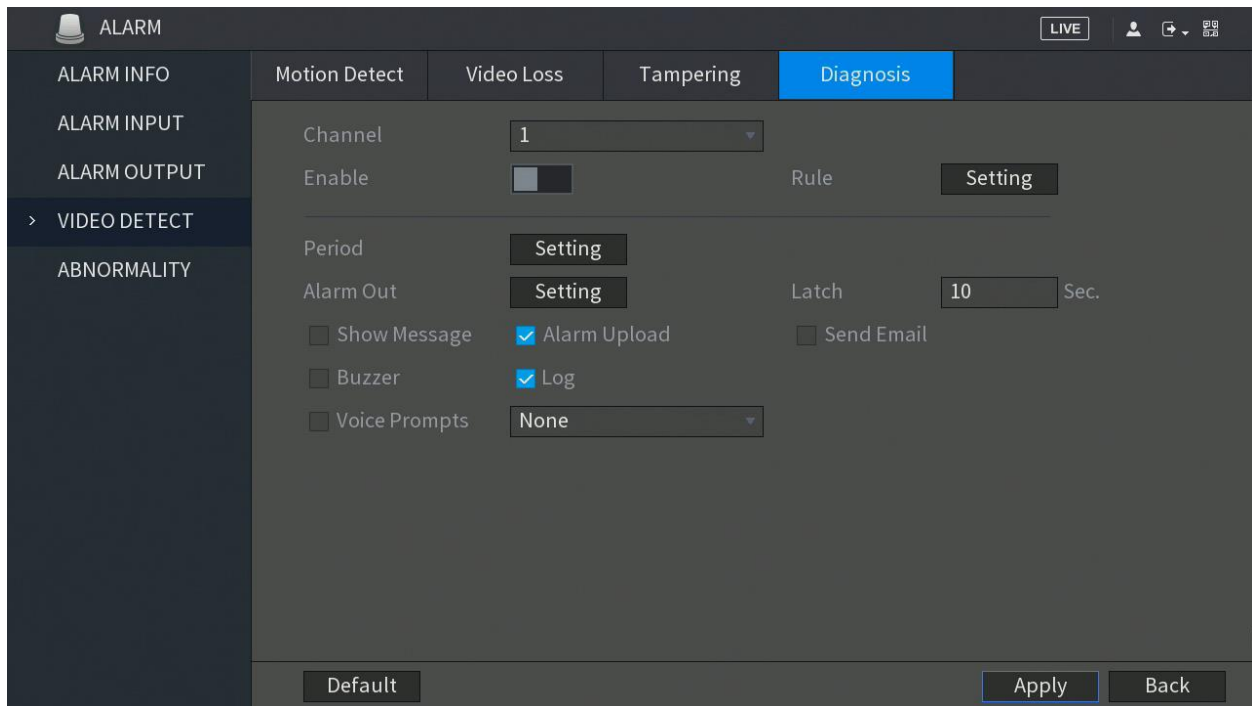 ALARM LIVE
ALARM INFO
ALARM INPUT
ALARM OUTPUT
> VIDEO DETECT
ABNORMALITY
Motion Detect Video Loss Tampering Diagnosis
Channel 1
Enable Rule Setting
Period Setting
Alarm Out Setting Latch 10 Sec.
Show Message Alarm Upload Send Email
Buzzer Log
Voice Prompts None
Default Apply Back